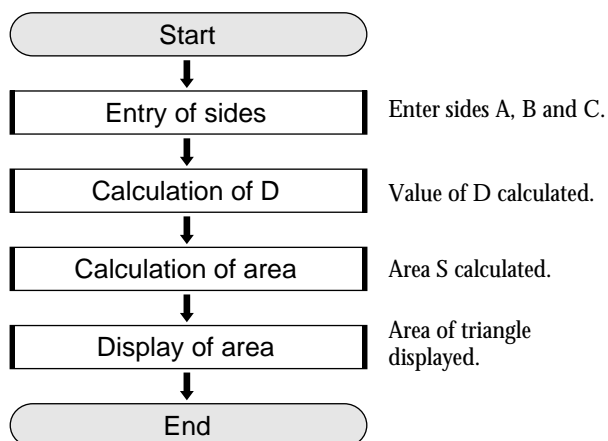 Start
Entry of sides
Enter sides A, B and C.
Calculation of D
Value of D calculated.
Calculation of area
Area S calculated.
Display of area
Area of triangle
displayed.
End